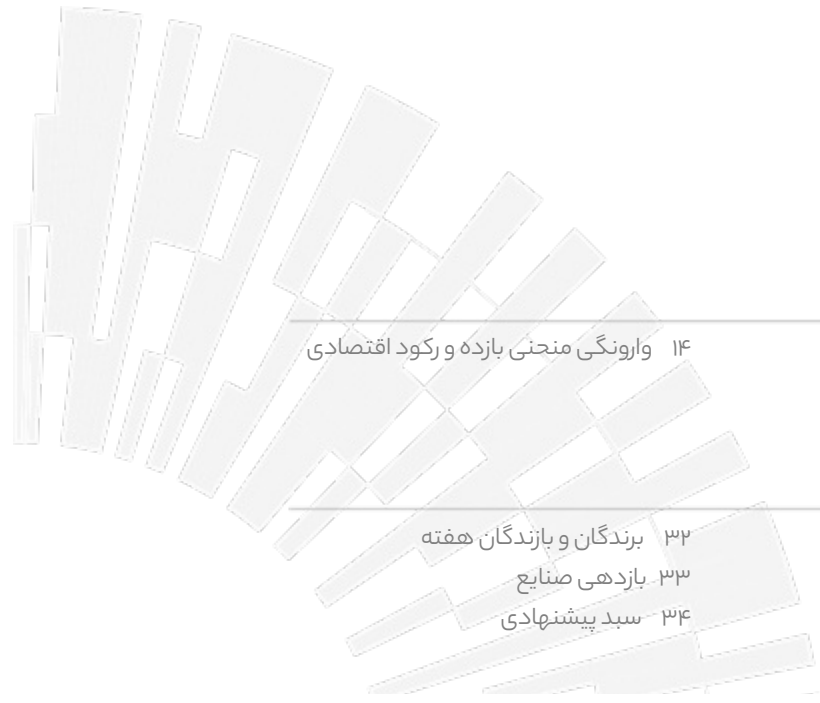 ۱۴ وارونگی منحنی بازده و رکود اقتصادی
۳۲ برندگان و بازندگان هفته
۳۳ بازدهی صنایع
۳۴ سبد پیشنهادی